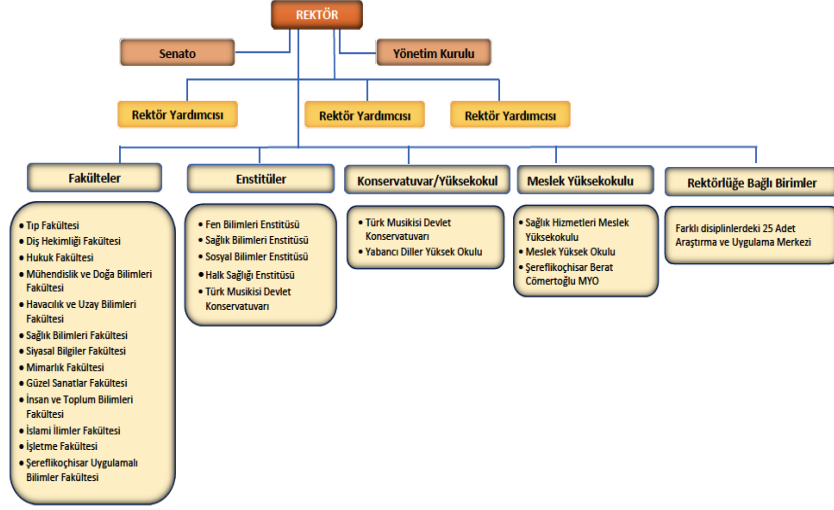 REKTÖR
Senato
Yönetim Kurulu
Rektör Yardımcısı
Rektör Yardımcısı
Rektör Yardımcısı
Fakülteler
• Tıp Fakültesi
• Diş Hekimliği Fakültesi
• Hukuk Fakültesi
• Mühendislik ve Doğa Bilimleri
Fakültesi
• Havacılık ve Uzay Bilimleri
Fakültesi
• Sağlık Bilimleri Fakültesi
• Siyasal Bilgiler Fakültesi
• Mimarlık Fakültesi
• Güzel Sanatlar Fakültesi
• İnsan ve Toplum Bilimleri
Fakültesi
• İslami İlimler Fakültesi
• İşletme Fakültesi
• Şereflikoçhisar Uygulamalı
Bilimler Fakültesi
Enstitüler
• Fen Bilimleri Enstitüsü
• Sağlık Bilimleri Enstitüsü
• Sosyal Bilimler Enstitüsü
• Halk Sağlığı Enstitüsü
• Türk Musikisi Devlet
Konservatuvarı
Konservatuvar/Yüksekokul
• Türk Musikisi Devlet
Konservatuvarı
• Yabancı Diller Yüksek Okulu
Meslek Yüksekokulu
• Sağlık Hizmetleri Meslek
Yüksekokulu
• Meslek Yüksek Okulu
• Şereflikoçhisar Berat
Cömertoğlu MYO
Rektörlüğe Bağlı Birimler
Farklı disiplinlerdeki 25 Adet
Araştırma ve Uygulama Merkezi